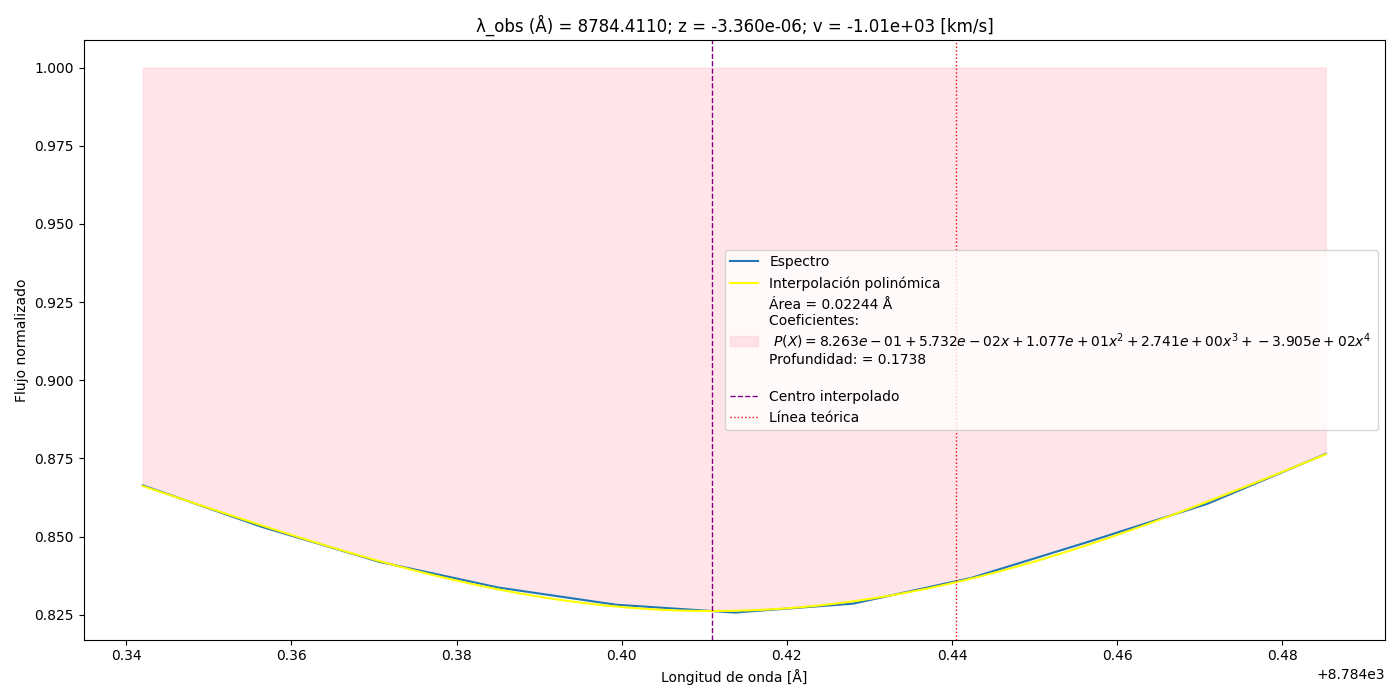 λ_obs (Å) = 8784.4110; z = -3.360e-06; v = -1.01e+03 [km/s]
Flujo normalizado
1.000
0.975
0.950
0.925
0.900
0.875
0.850
0.825
Espectro
Interpolación polinómica
Área = 0.02244 Å
Coeficientes:
P(X) = 8.263e − 01 + 5.732e − 02x + 1.077e + 01x² + 2.741e + 00x³ + −3.905e + 02x⁴
Profundidad: = 0.1738
Centro interpolado
Línea teórica
0.34 0.36 0.38 0.40 0.42 0.44 0.46 0.48
+8.784e3
Longitud de onda [Å]